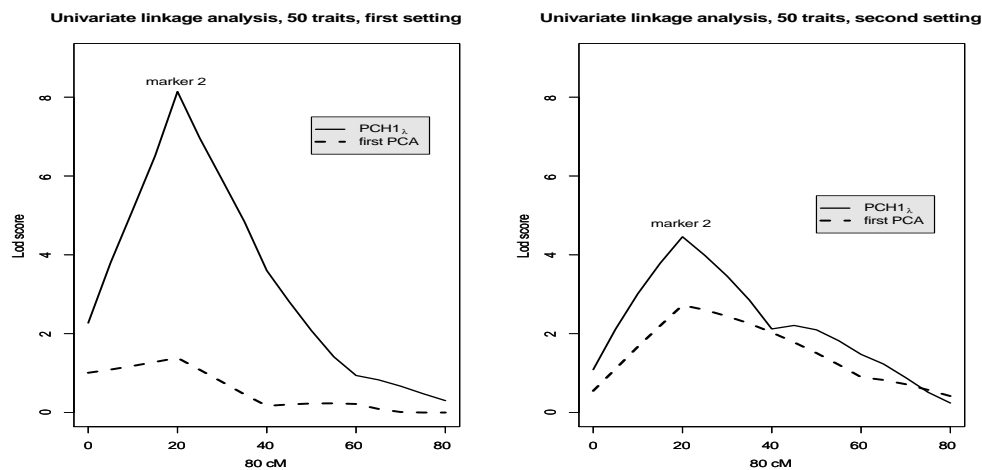 Univariate linkage analysis, 50 traits, first setting
Lod score
8
6
4
2
0
marker 2
PCH1λ
first PCA
0 20 40 60 80
80 cM
Univariate linkage analysis, 50 traits, second setting
Lod score
8
6
4
2
0
marker 2
PCH1λ
first PCA
0 20 40 60 80
80 cM